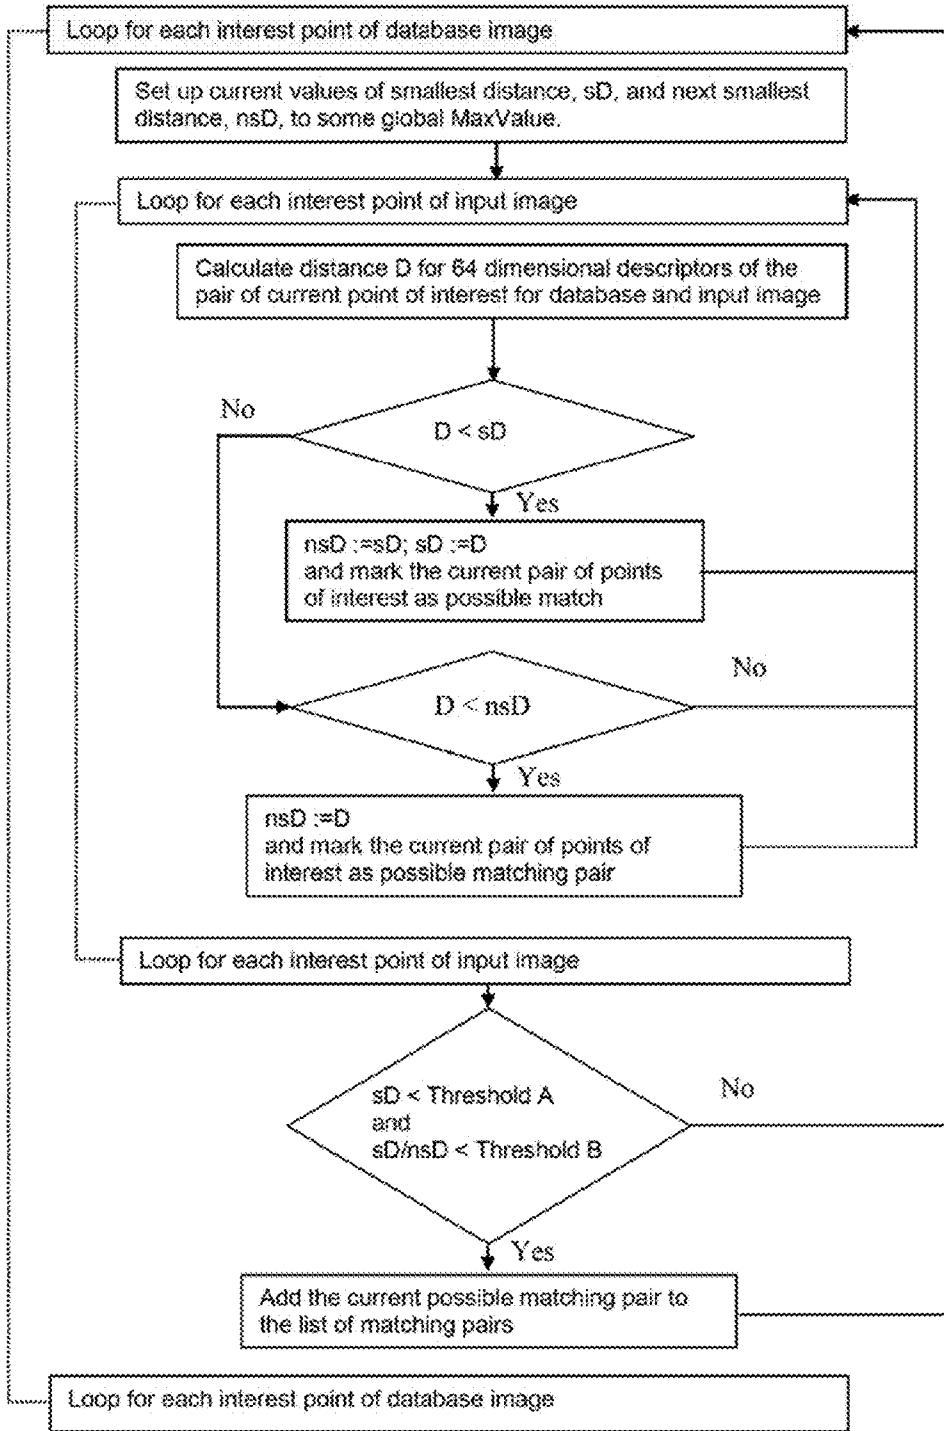 Loop for each interest point of database image
Set up current values of smallest distance, sD, and next smallest
distance, nsD, to some global MaxValue.
Loop for each interest point of input image
Calculate distance D for 64 dimensional descriptors of the
pair of current point of interest for database and input image
No
D < sD
Yes
nsD :=sD; sD :=D
and mark the current pair of points
of interest as possible match
No
D < nsD
Yes
nsD :=D
and mark the current pair of points of
interest as possible matching pair
Loop for each interest point of input image
sD < Threshold A
and
sD/nsD < Threshold B
No
Yes
Add the current possible matching pair to
the list of matching pairs
Loop for each interest point of database image